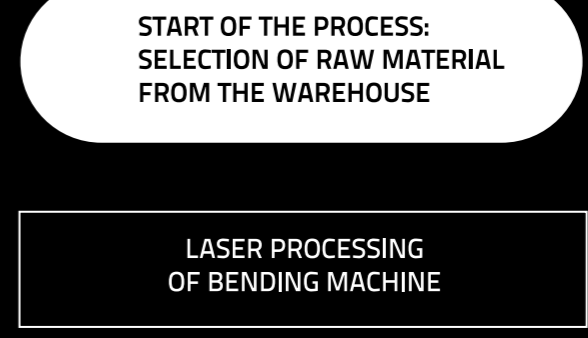 START OF THE PROCESS:
SELECTION OF RAW MATERIAL
FROM THE WAREHOUSE
LASER PROCESSING
OF BENDING MACHINE